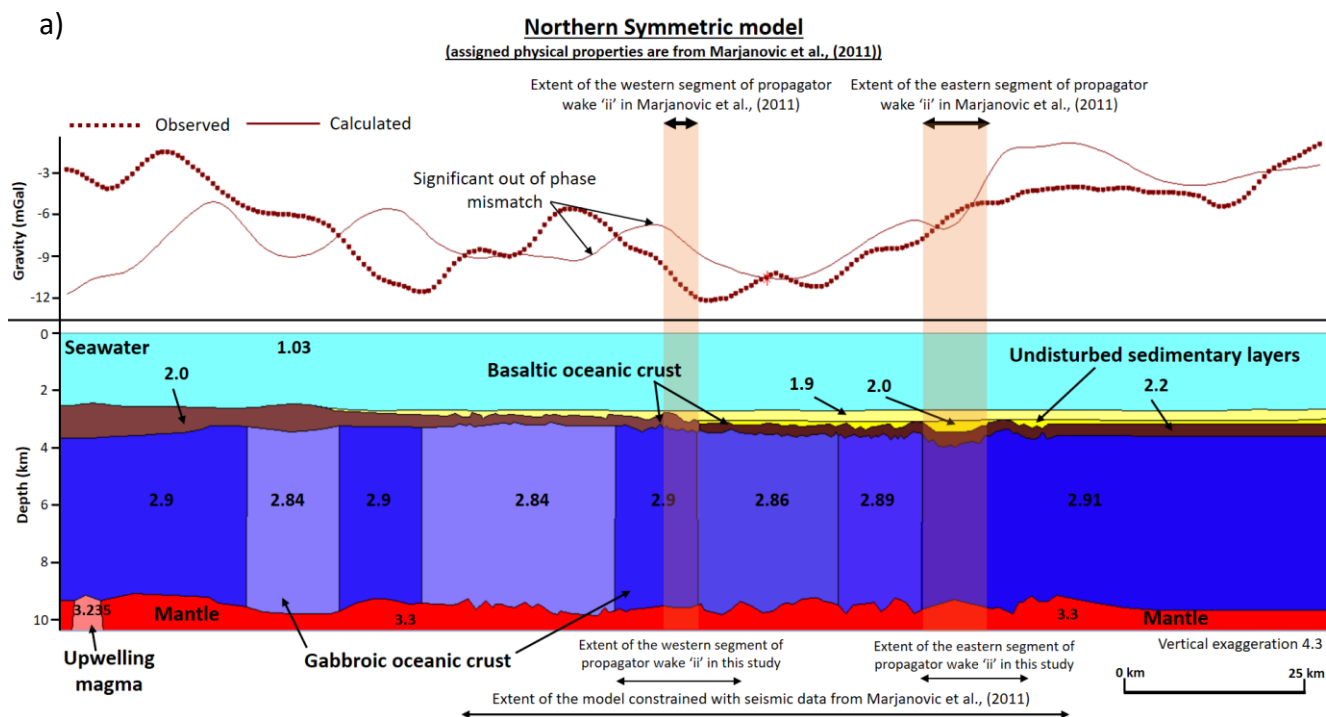 a)
Northern Symmetric model
(assigned physical properties are from Marjanovic et al., (2011))
Extent of the western segment of propagator
wake ‘ii’ in Marjanovic et al., (2011)
Extent of the eastern segment of propagator
wake ‘ii’ in Marjanovic et al., (2011)
Observed
Calculated
Significant out of phase
mismatch
Gravity (mGal)
-3
-6
-9
-12
0
2
4
6
8
10
Depth (km)
Seawater
1.03
2.0
Basaltic oceanic crust
1.9
2.0
Undisturbed sedimentary layers
2.2
2.9
2.84
2.9
2.84
2.9
2.86
2.89
2.91
3.235
Mantle
3.3
3.3
Mantle
Upwelling
magma
Gabbroic oceanic crust
Extent of the western segment of
propagator wake ‘ii’ in this study
Extent of the eastern segment of
propagator wake ‘ii’ in this study
Vertical exaggeration 4.3
0 km
25 km
Extent of the model constrained with seismic data from Marjanovic et al., (2011)